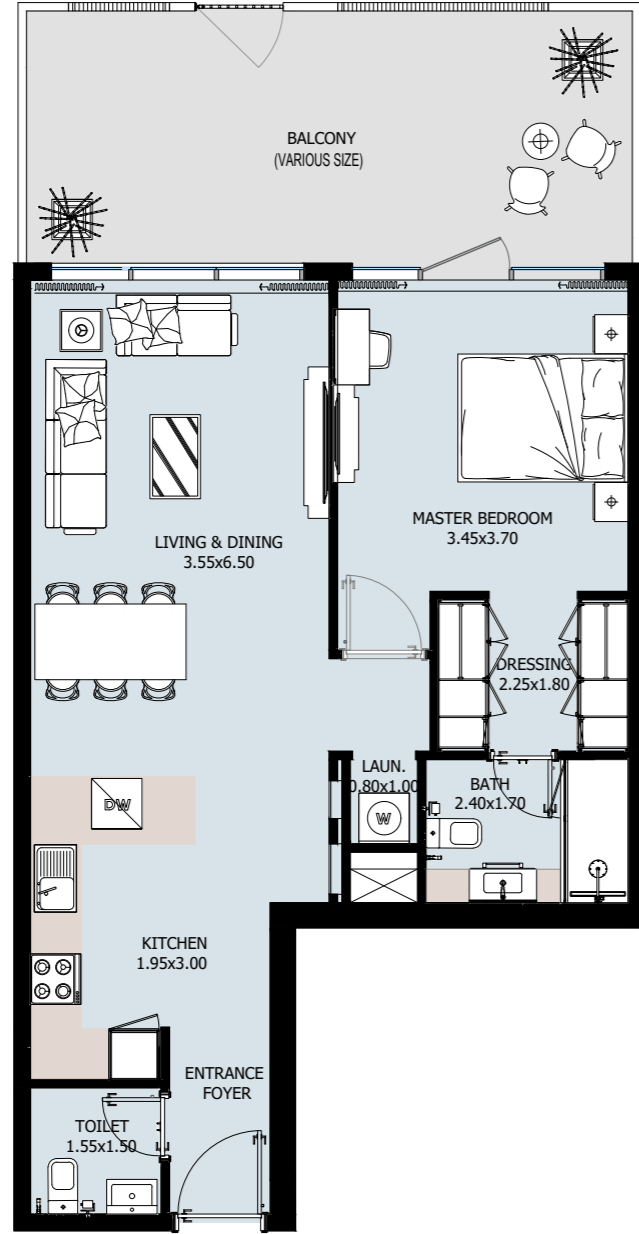 BALCONY
(VARIOUS SIZE)
LIVING & DINING
3.55x6.50
MASTER BEDROOM
3.45x3.70
DRESSING
2.25x1.80
LAUN.
0.80x1.00
W
BATH
2.40x1.70
DW
KITCHEN
1.95x3.00
ENTRANCE
FOYER
TOILET
1.55x1.50